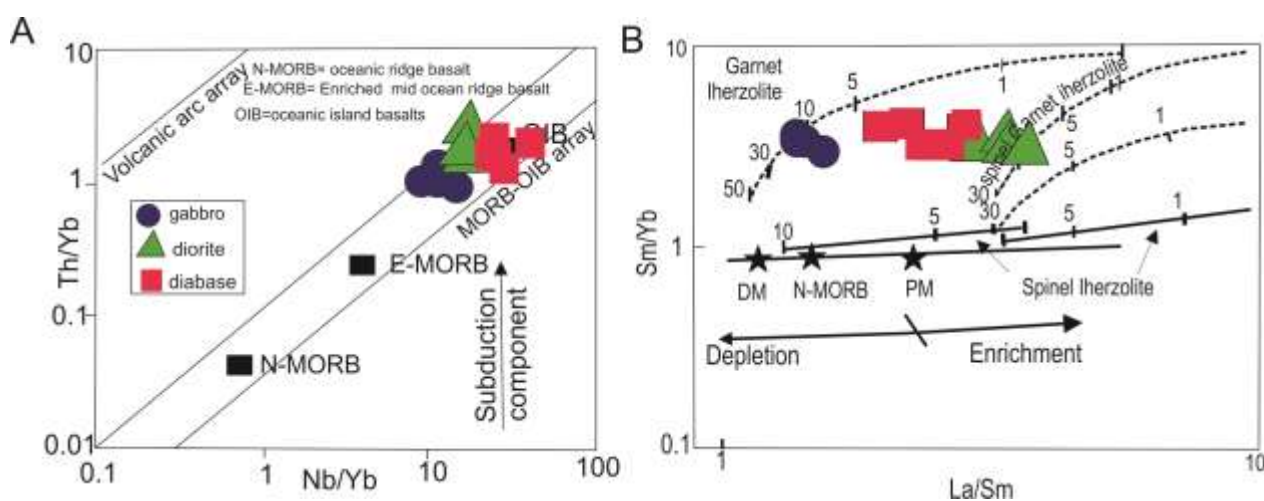 A
10
1
0.1
0.01
0.1
1
10
100
Th/Yb
Nb/Yb
Volcanic arc array
N-MORB= oceanic ridge basalt
E-MORB= Enriched mid ocean ridge basalt
OIB=oceanic island basalts
OIB
MORB-OIB array
gabbro
diorite
diabase
E-MORB
N-MORB
Subduction
component
B
10
1
0.1
1
10
Sm/Yb
La/Sm
Garnet
lherzolite
5
1
10
30
50
spinel Garnet lherzolite
5
1
30
5
30
10
5
5
1
DM
N-MORB
PM
Spinel lherzolite
Depletion
Enrichment